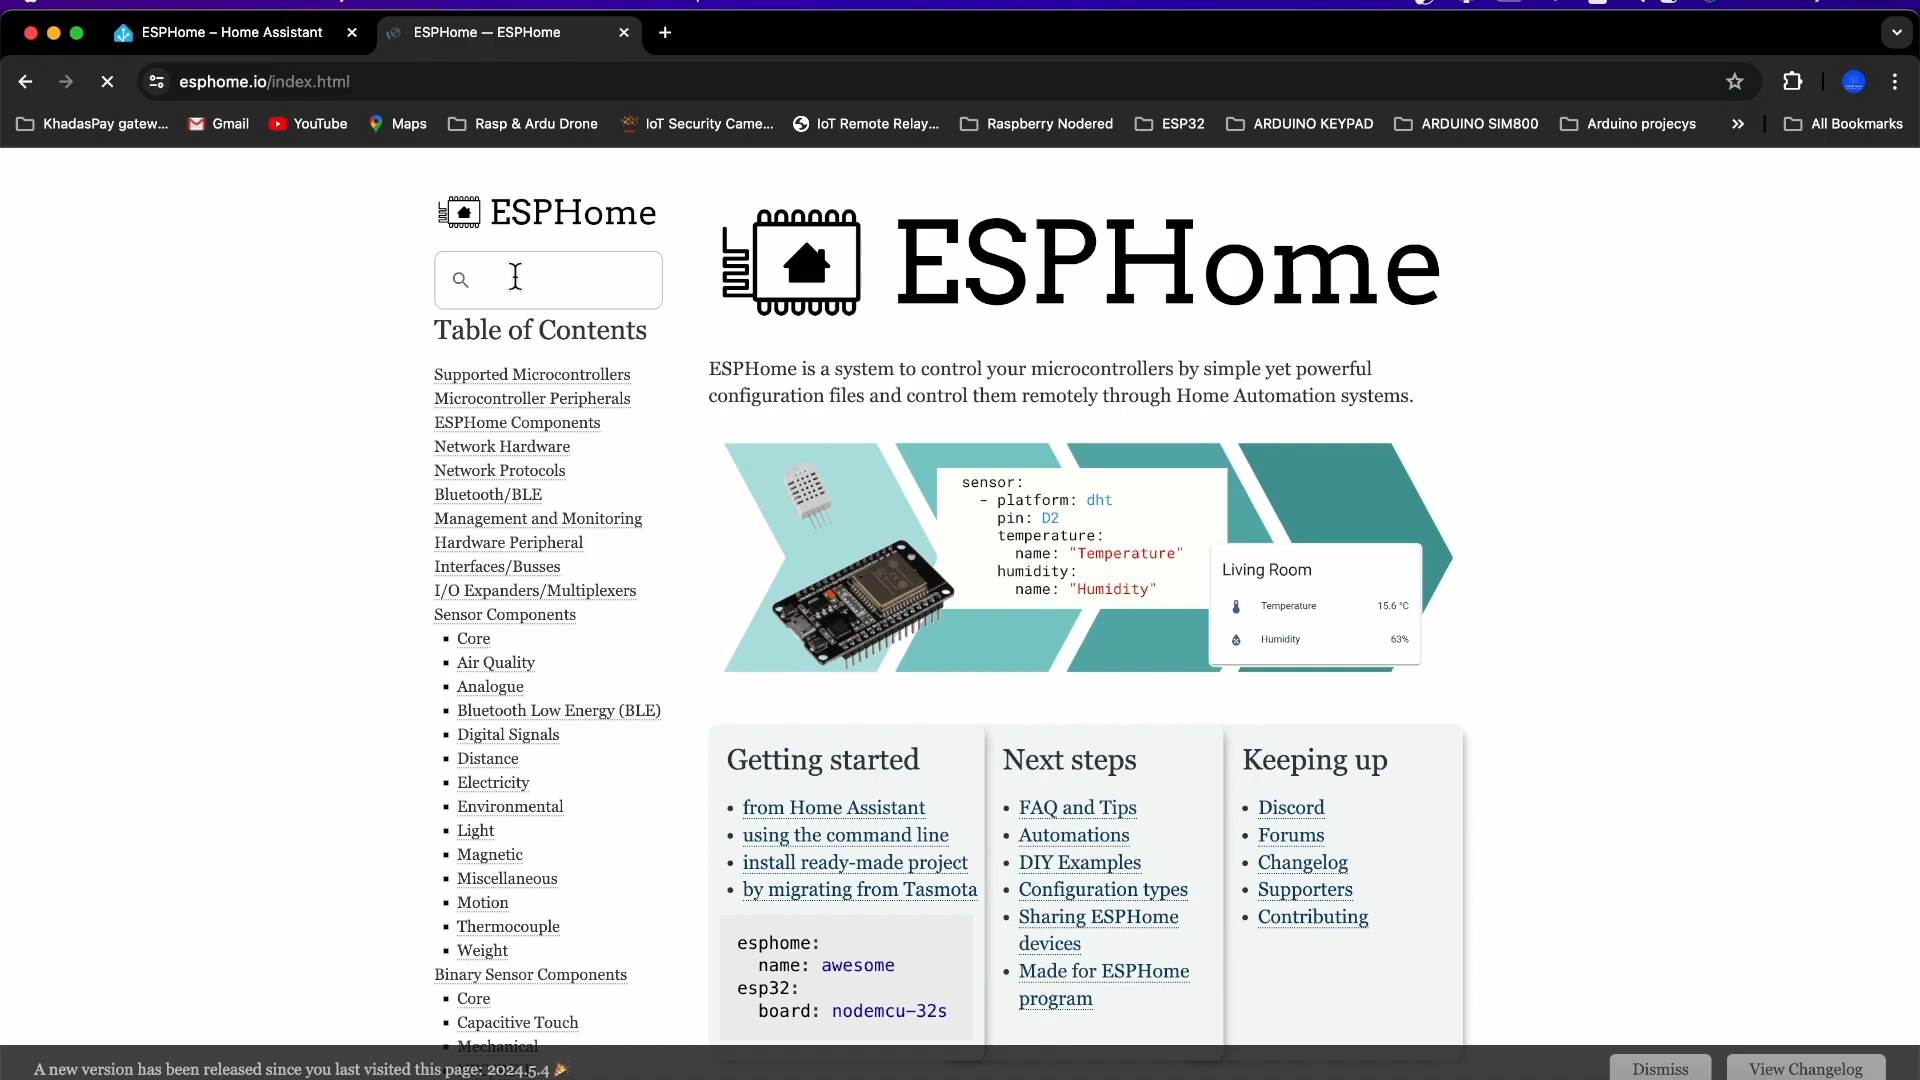 ESPHome – Home Assistant
ESPHome — ESPHome
esphome.io/index.html
KhadasPay gatew...
Gmail
YouTube
Maps
Rasp & Ardu Drone
IoT Security Came...
IoT Remote Relay...
Raspberry Nodered
ESP32
ARDUINO KEYPAD
ARDUINO SIM800
Arduino projecys
All Bookmarks
ESPHome
Table of Contents
Supported Microcontrollers
Microcontroller Peripherals
ESPHome Components
Network Hardware
Network Protocols
Bluetooth/BLE
Management and Monitoring
Hardware Peripheral
Interfaces/Busses
I/O Expanders/Multiplexers
Sensor Components
Core
Air Quality
Analogue
Bluetooth Low Energy (BLE)
Digital Signals
Distance
Electricity
Environmental
Light
Magnetic
Miscellaneous
Motion
Thermocouple
Weight
Binary Sensor Components
Core
Capacitive Touch
Mechanical
ESPHome
ESPHome is a system to control your microcontrollers by simple yet powerful
configuration files and control them remotely through Home Automation systems.
sensor:
- platform: dht
pin: D2
temperature:
name: "Temperature"
humidity:
name: "Humidity"
Living Room
Temperature 15.6 °C
Humidity 63%
Getting started
• from Home Assistant
• using the command line
• install ready-made project
• by migrating from Tasmota
esphome:
name: awesome
esp32:
board: nodemcu-32s
Next steps
• FAQ and Tips
• Automations
• DIY Examples
• Configuration types
• Sharing ESPHome
devices
• Made for ESPHome
program
Keeping up
• Discord
• Forums
• Changelog
• Supporters
• Contributing
A new version has been released since you last visited this page: 2024.5.4 🎉
Dismiss
View Changelog